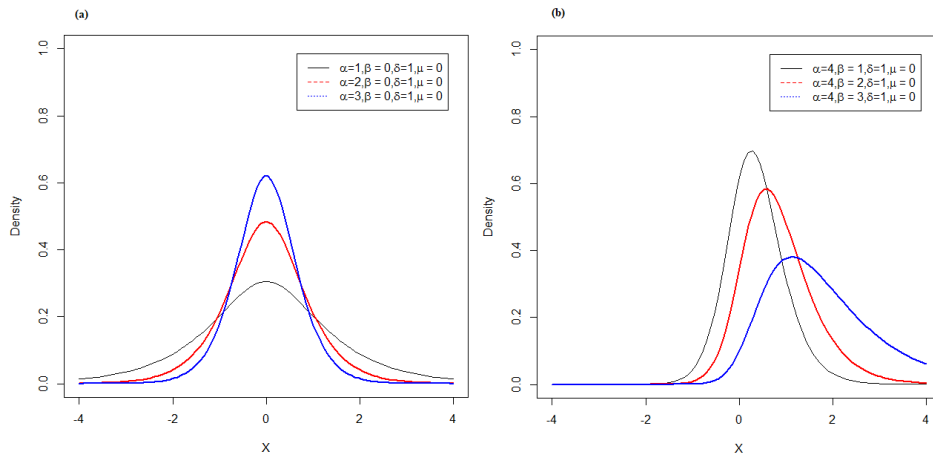 (a)
α=1,β = 0,δ=1,μ = 0
α=2,β = 0,δ=1,μ = 0
α=3,β = 0,δ=1,μ = 0
Density
0.0 0.2 0.4 0.6 0.8 1.0
-4 -2 0 2 4
X
(b)
α=4,β = 1,δ=1,μ = 0
α=4,β = 2,δ=1,μ = 0
α=4,β = 3,δ=1,μ = 0
Density
0.0 0.2 0.4 0.6 0.8 1.0
-4 -2 0 2 4
X